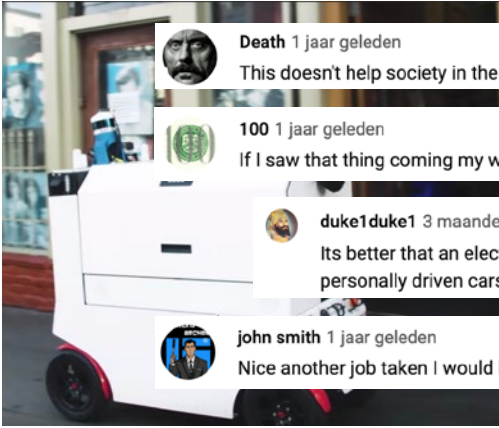 Death 1 jaar geleden
This doesn't help society in the
100 1 jaar geleden
If I saw that thing coming my w
duke1duke1 3 maande
Its better that an elec
personally driven cars
john smith 1 jaar geleden
Nice another job taken I would